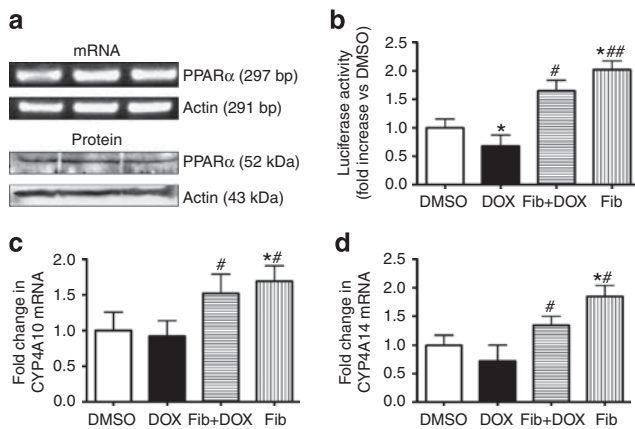 a
mRNA
PPARα (297 bp)
Actin (291 bp)
Protein
PPARα (52 kDa)
Actin (43 kDa)
b
Luciferase activity
(fold increase vs DMSO)
2.5
2.0
1.5
1.0
0.5
0.0
*
#
*##
DMSO DOX Fib+DOX Fib
c
Fold change in
CYP4A10 mRNA
2.0
1.5
1.0
0.5
0.0
#
*#
DMSO DOX Fib+DOX Fib
d
Fold change in
CYP4A14 mRNA
2.5
2.0
1.5
1.0
0.5
0.0
#
*#
DMSO DOX Fib+DOX Fib